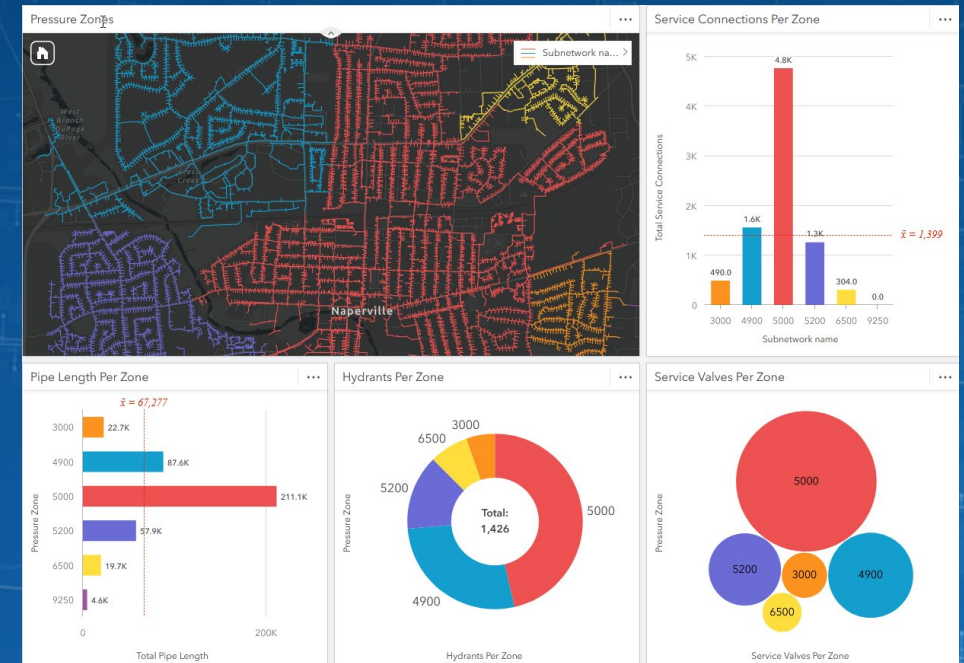 Pressure Zones
Subnetwork na...
West
Branch
DuPage
River
Creek
Naperville
Service Connections Per Zone
5K
4K
3K
2K
1K
0
Total Service Connections
490.0
1.6K
4.8K
1.3K
304.0
0.0
x̄ = 1,399
3000 4900 5000 5200 6500 9250
Subnetwork name
Pipe Length Per Zone
x̄ = 67,277
Pressure Zone
3000 22.7K
4900 87.6K
5000 211.1K
5200 57.9K
6500 19.7K
9250 4.6K
0 200K
Total Pipe Length
Hydrants Per Zone
Pressure Zone
3000
6500
5200
5000
4900
Total:
1,426
Hydrants Per Zone
Service Valves Per Zone
Pressure Zone
5000
5200
3000
4900
6500
Service Valves Per Zone